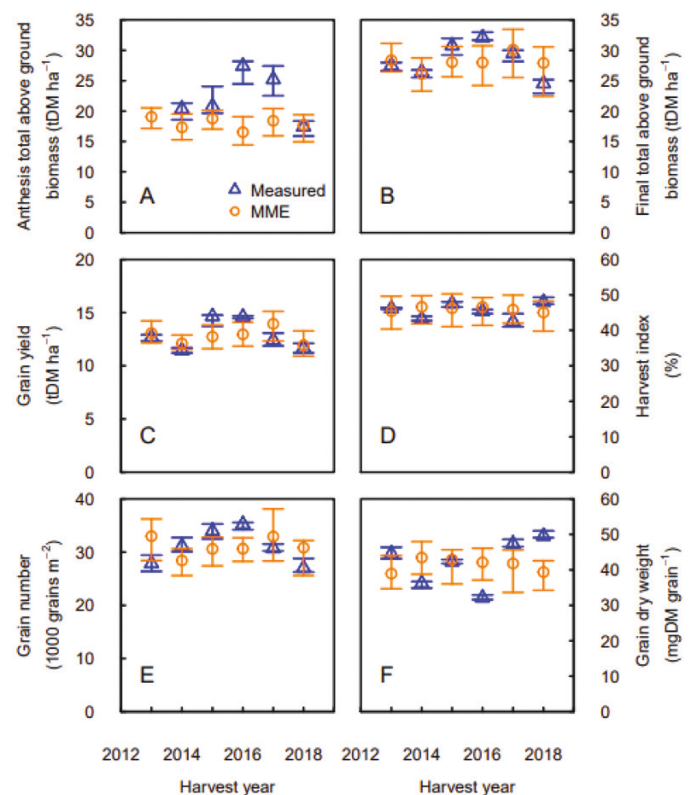 35
30
25
20
15
10
5
0
Anthesis total above ground
biomass (tDM ha⁻¹)
A
Measured
MME
35
30
25
20
15
10
5
0
Final total above ground
biomass (tDM ha⁻¹)
B
20
15
10
5
0
Grain yield
(tDM ha⁻¹)
C
60
50
40
30
20
10
0
Harvest index
(%)
D
40
30
20
10
0
Grain number
(1000 grains m⁻²)
E
60
50
40
30
20
10
0
Grain dry weight
(mgDM grain⁻¹)
F
2012 2014 2016 2018
Harvest year
2012 2014 2016 2018
Harvest year